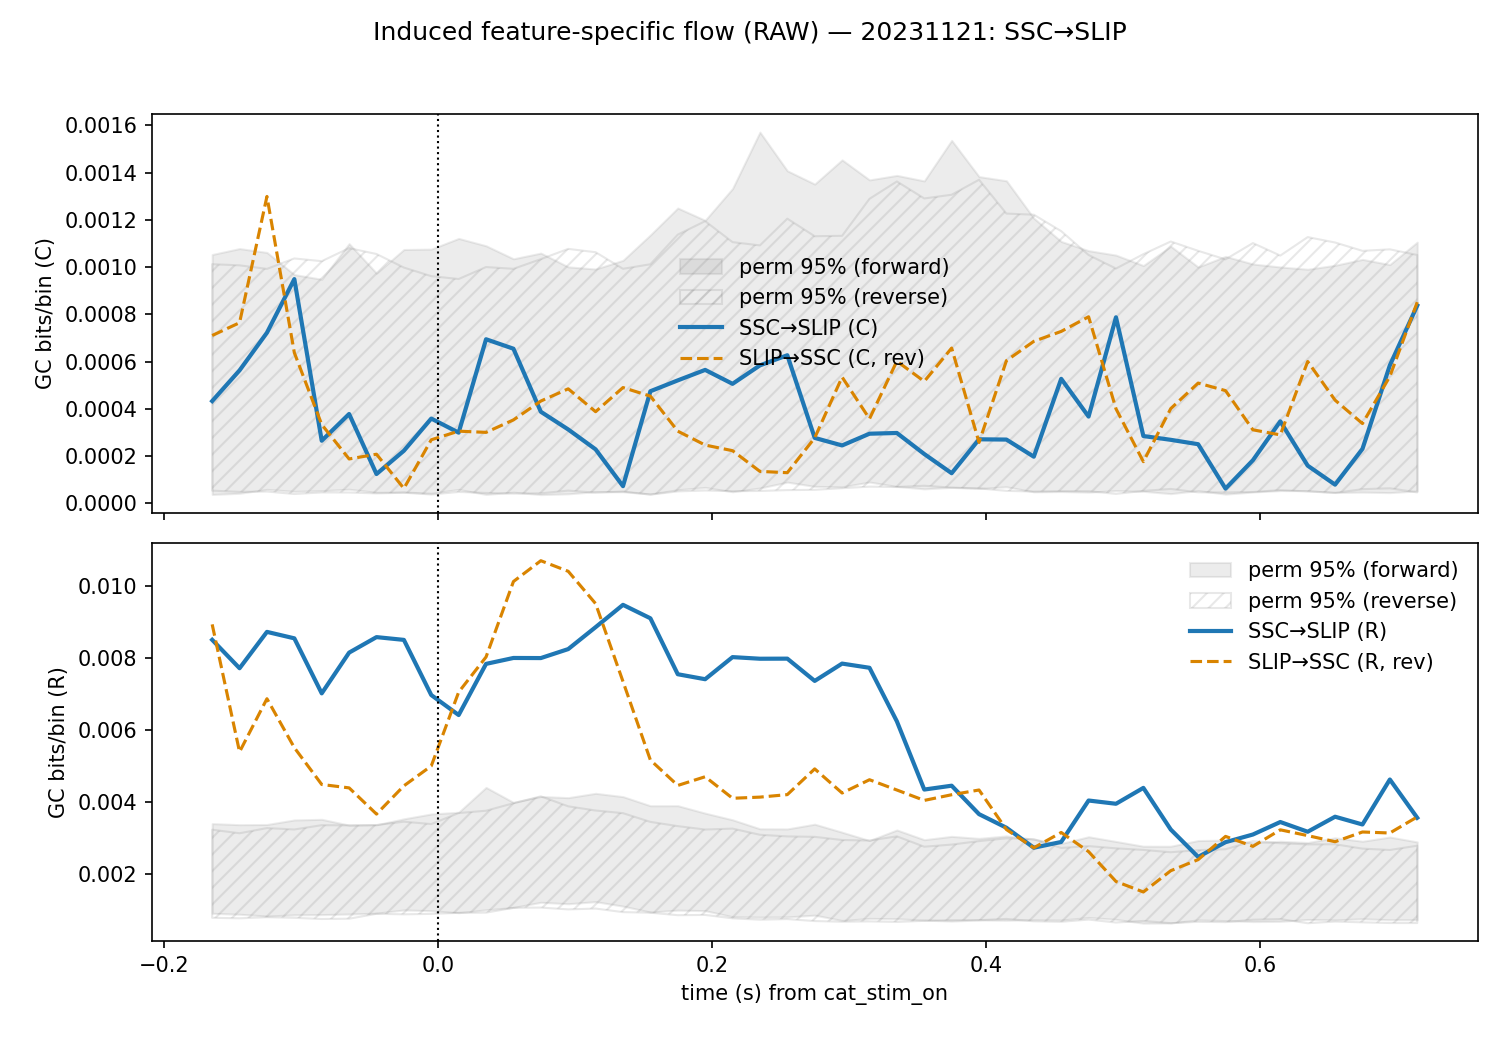 Induced feature-specific flow (RAW) — 20231121: SSC→SLIP
GC bits/bin (C)
0.0016
0.0014
0.0012
0.0010
0.0008
0.0006
0.0004
0.0002
0.0000
perm 95% (forward)
perm 95% (reverse)
SSC→SLIP (C)
SLIP→SSC (C, rev)
GC bits/bin (R)
0.010
0.008
0.006
0.004
0.002
perm 95% (forward)
perm 95% (reverse)
SSC→SLIP (R)
SLIP→SSC (R, rev)
−0.2 0.0 0.2 0.4 0.6
time (s) from cat_stim_on